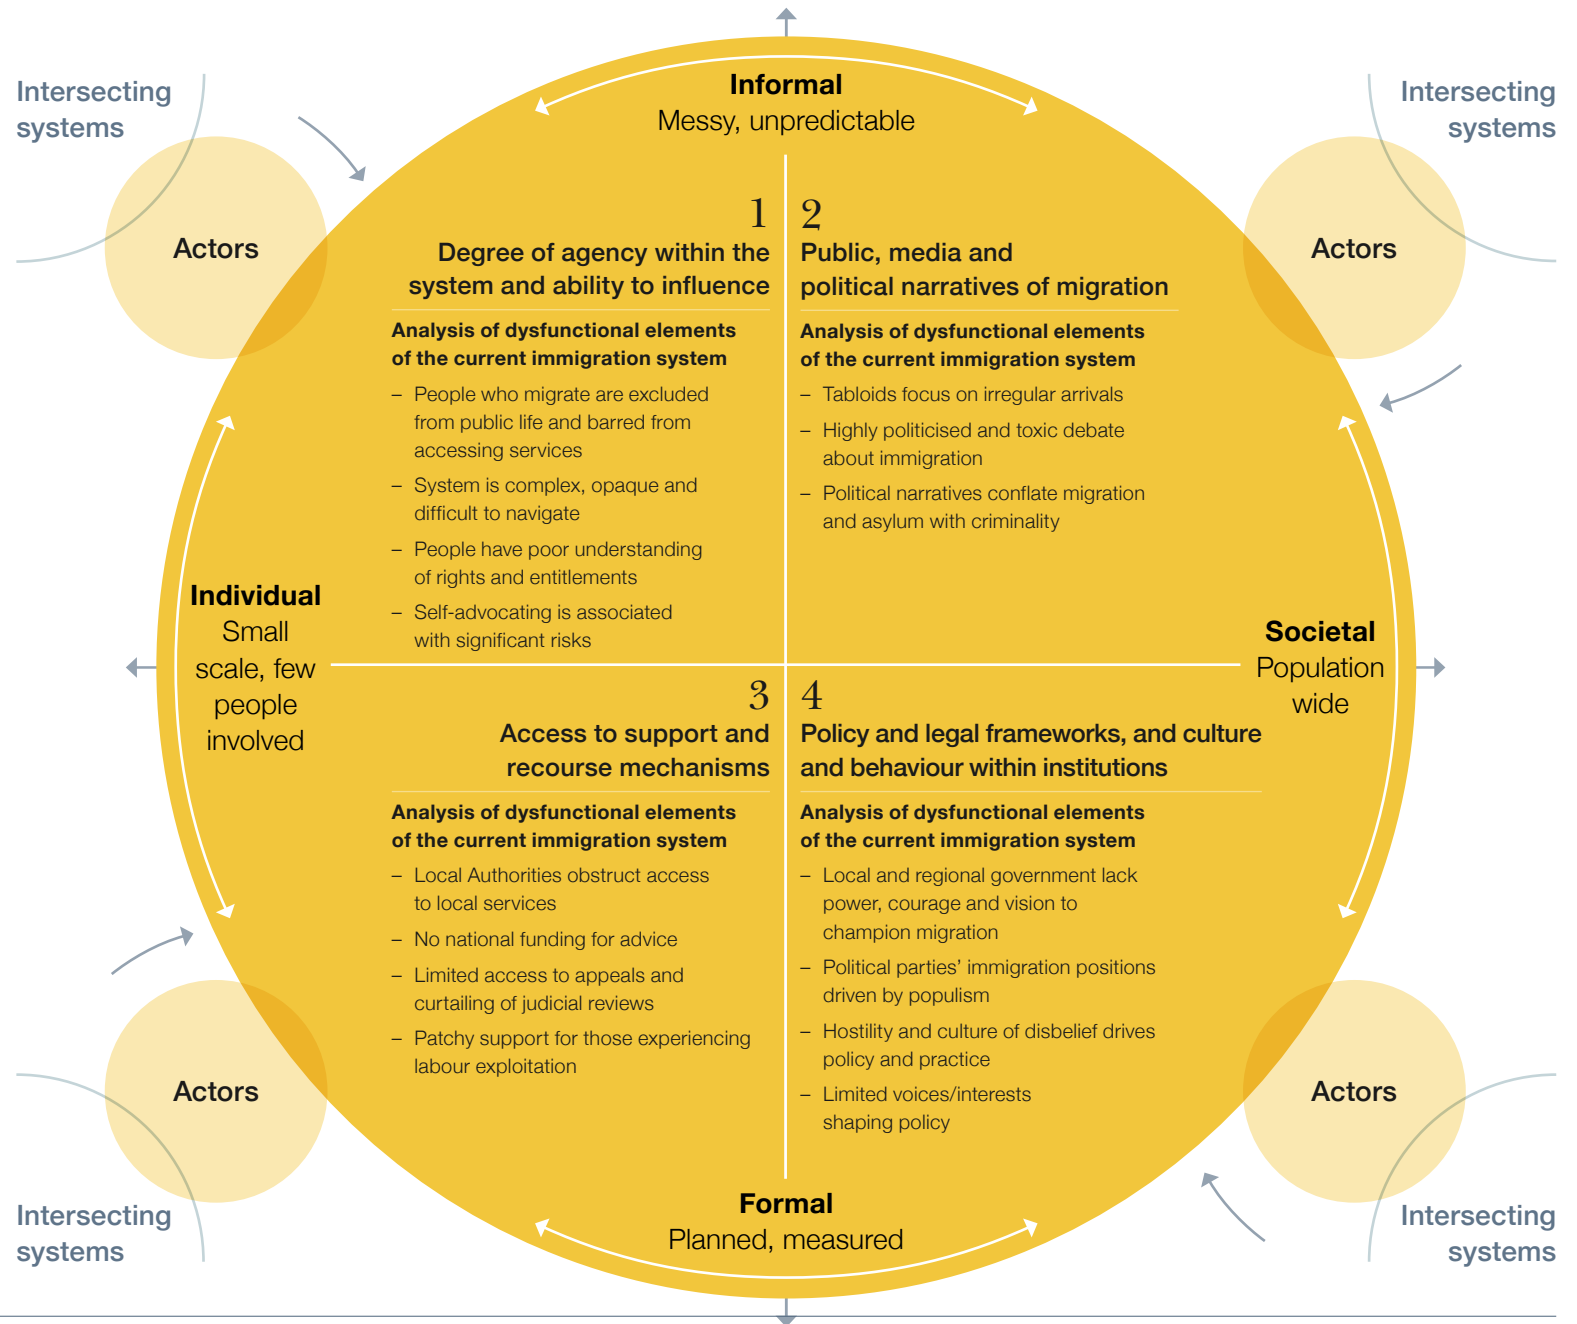 Informal
Messy, unpredictable
Intersecting
systems
Actors
Intersecting
systems
Actors
1
Degree of agency within the
system and ability to influence
Analysis of dysfunctional elements
of the current immigration system
– People who migrate are excluded
from public life and barred from
accessing services
– System is complex, opaque and
difficult to navigate
– People have poor understanding
of rights and entitlements
– Self-advocating is associated
with significant risks
2
Public, media and
political narratives of migration
Analysis of dysfunctional elements
of the current immigration system
– Tabloids focus on irregular arrivals
– Highly politicised and toxic debate
about immigration
– Political narratives conflate migration
and asylum with criminality
Individual
Small
scale, few
people
involved
Societal
Population
wide
3
Access to support and
recourse mechanisms
Analysis of dysfunctional elements
of the current immigration system
– Local Authorities obstruct access
to local services
– No national funding for advice
– Limited access to appeals and
curtailing of judicial reviews
– Patchy support for those experiencing
labour exploitation
4
Policy and legal frameworks, and culture
and behaviour within institutions
Analysis of dysfunctional elements
of the current immigration system
– Local and regional government lack
power, courage and vision to
champion migration
– Political parties’ immigration positions
driven by populism
– Hostility and culture of disbelief drives
policy and practice
– Limited voices/interests
shaping policy
Actors
Intersecting
systems
Actors
Intersecting
systems
Formal
Planned, measured